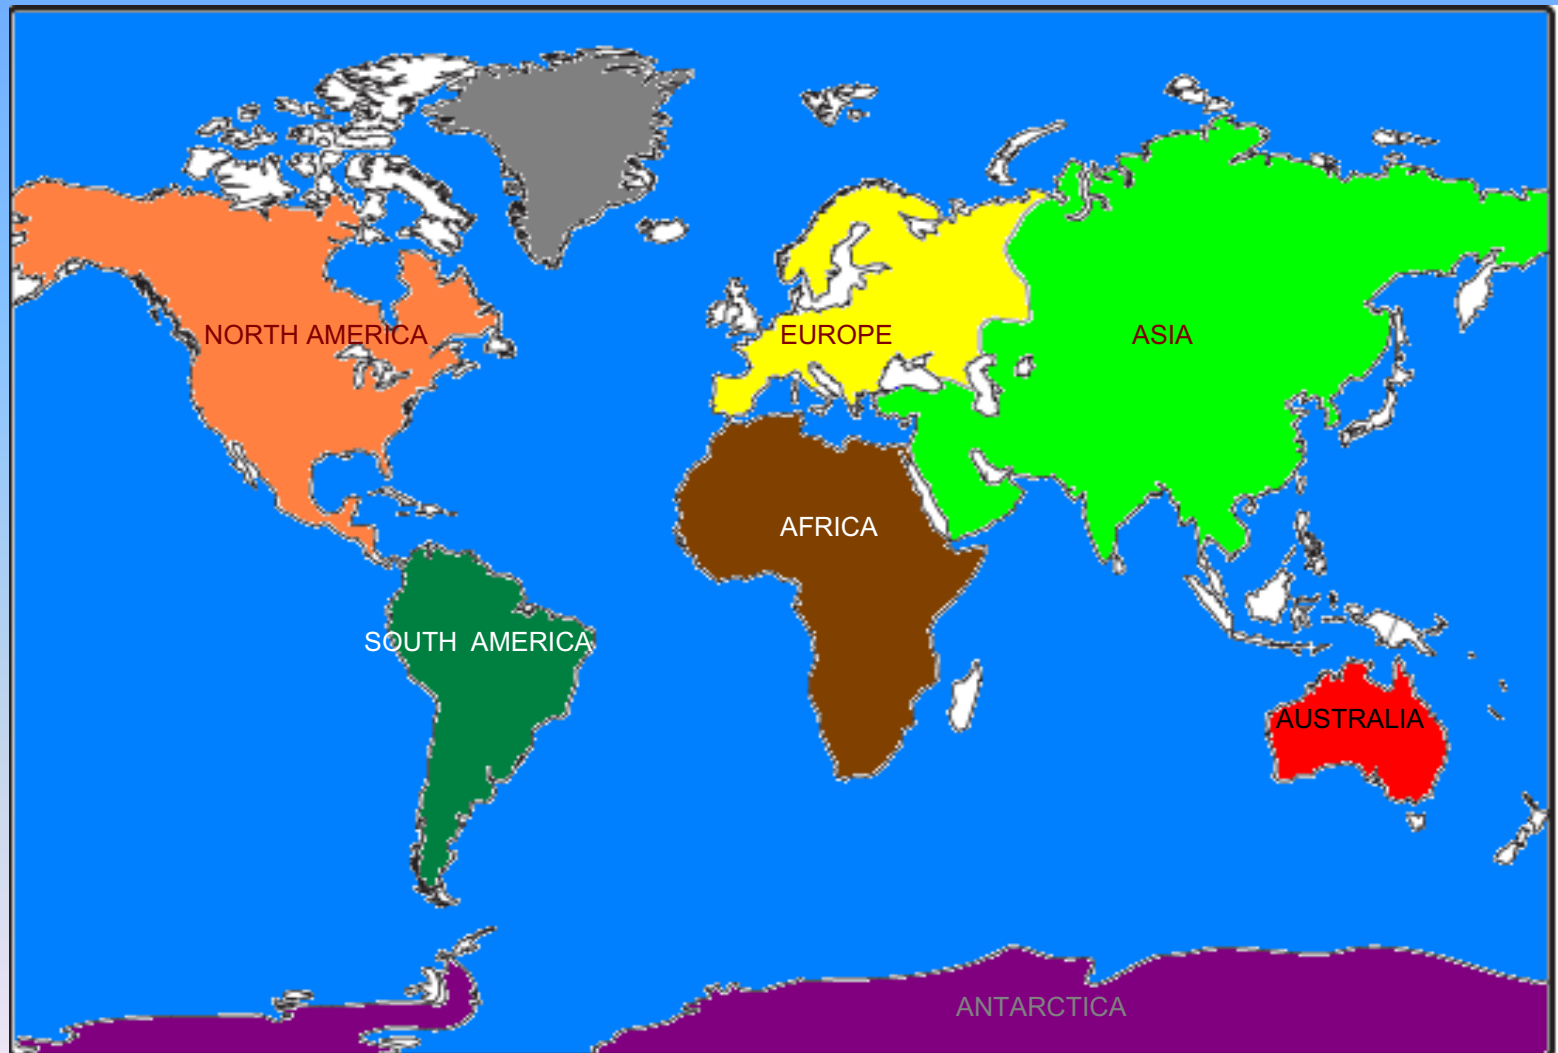 NORTH AMERICA
EUROPE
ASIA
AFRICA
SOUTH  AMERICA
AUSTRALIA
ANTARCTICA